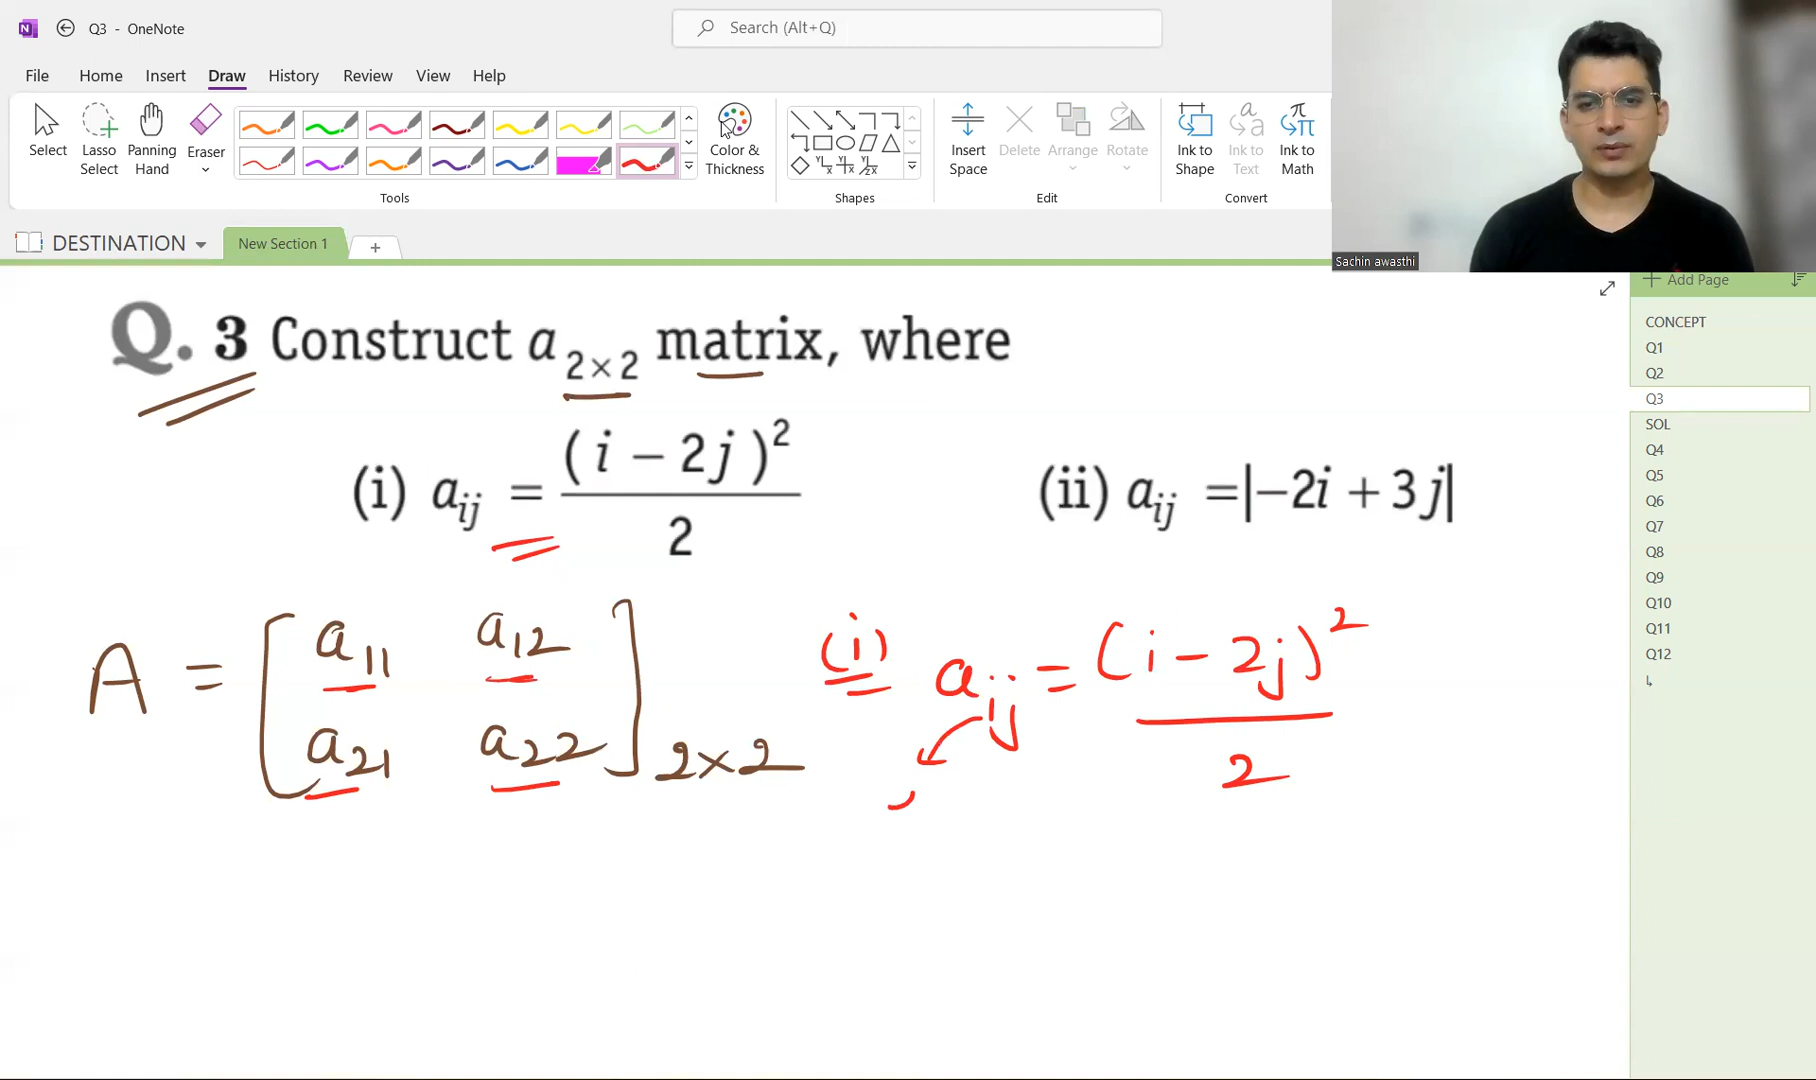 Q3 - OneNote
Search (Alt+Q)
File Home Insert Draw History Review View Help
Select
Lasso Select
Panning Hand
Eraser
Color & Thickness
Insert Space
Delete
Arrange
Rotate
Ink to Shape
Ink to Text
Ink to Math
Tools Shapes Edit Convert
Sachin awasthi
DESTINATION New Section 1 +
Add Page
CONCEPT
Q1
Q2
Q3
SOL
Q4
Q5
Q6
Q7
Q8
Q9
Q10
Q11
Q12
Q. 3 Construct a 2×2 matrix, where
(i) aij = (i − 2j)² / 2
(ii) aij =|−2i + 3j|
A = [ a11 a12
a21 a22 ] 2×2
(i) aij = (i − 2j)² / 2